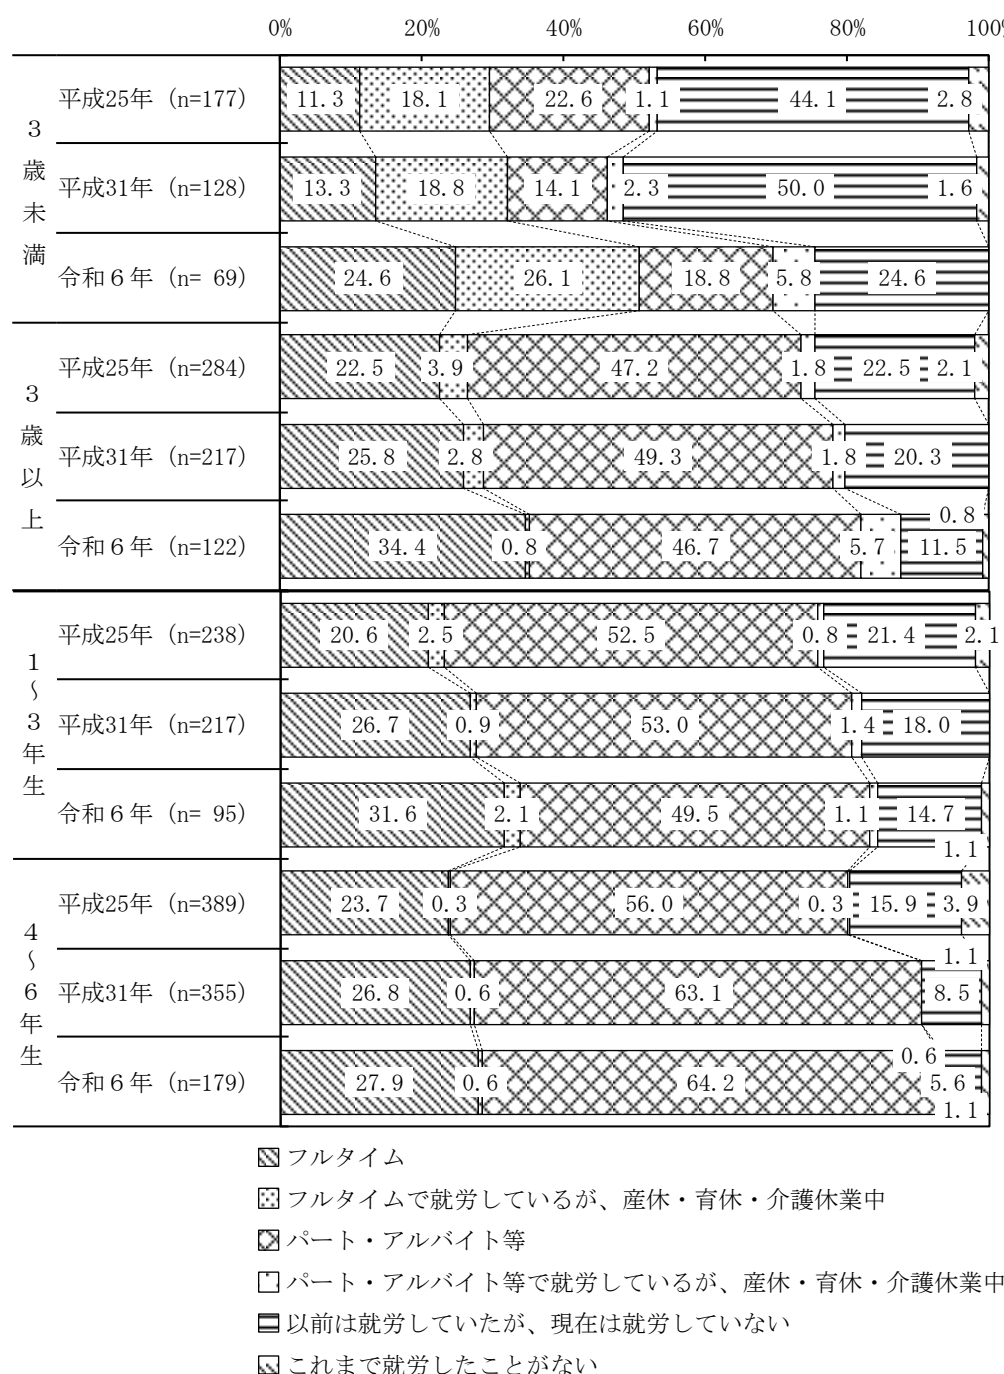 0% 20% 40% 60% 80% 100%
3歳未満
平成25年 (n=177) 11.3 18.1 22.6 1.1 44.1 2.8
平成31年 (n=128) 13.3 18.8 14.1 2.3 50.0 1.6
令和6年 (n= 69) 24.6 26.1 18.8 5.8 24.6
3歳以上
平成25年 (n=284) 22.5 3.9 47.2 1.8 22.5 2.1
平成31年 (n=217) 25.8 2.8 49.3 1.8 20.3
令和6年 (n=122) 34.4 0.8 46.7 5.7 11.5 0.8
1~3年生
平成25年 (n=238) 20.6 2.5 52.5 0.8 21.4 2.1
平成31年 (n=217) 26.7 0.9 53.0 1.4 18.0
令和6年 (n= 95) 31.6 2.1 49.5 1.1 14.7 1.1
4~6年生
平成25年 (n=389) 23.7 0.3 56.0 0.3 15.9 3.9
平成31年 (n=355) 26.8 0.6 63.1 8.5 1.1
令和6年 (n=179) 27.9 0.6 64.2 0.6 5.6 1.1
フルタイム
フルタイムで就労しているが、産休・育休・介護休業中
パート・アルバイト等
パート・アルバイト等で就労しているが、産休・育休・介護休業中
以前は就労していたが、現在は就労していない
これまで就労したことがない